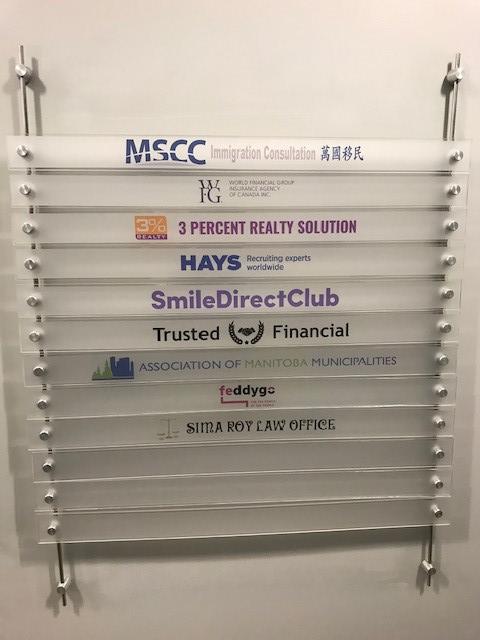 MSCC Immigration Consultation 萬國移民
WFG WORLD FINANCIAL GROUP
INSURANCE AGENCY
OF CANADA INC.
3% REALTY 3 PERCENT REALTY SOLUTION
HAYS Recruiting experts
worldwide
SmileDirectClub
Trusted Financial
ASSOCIATION OF MANITOBA MUNICIPALITIES
feddygo
SIMA ROY LAW OFFICE